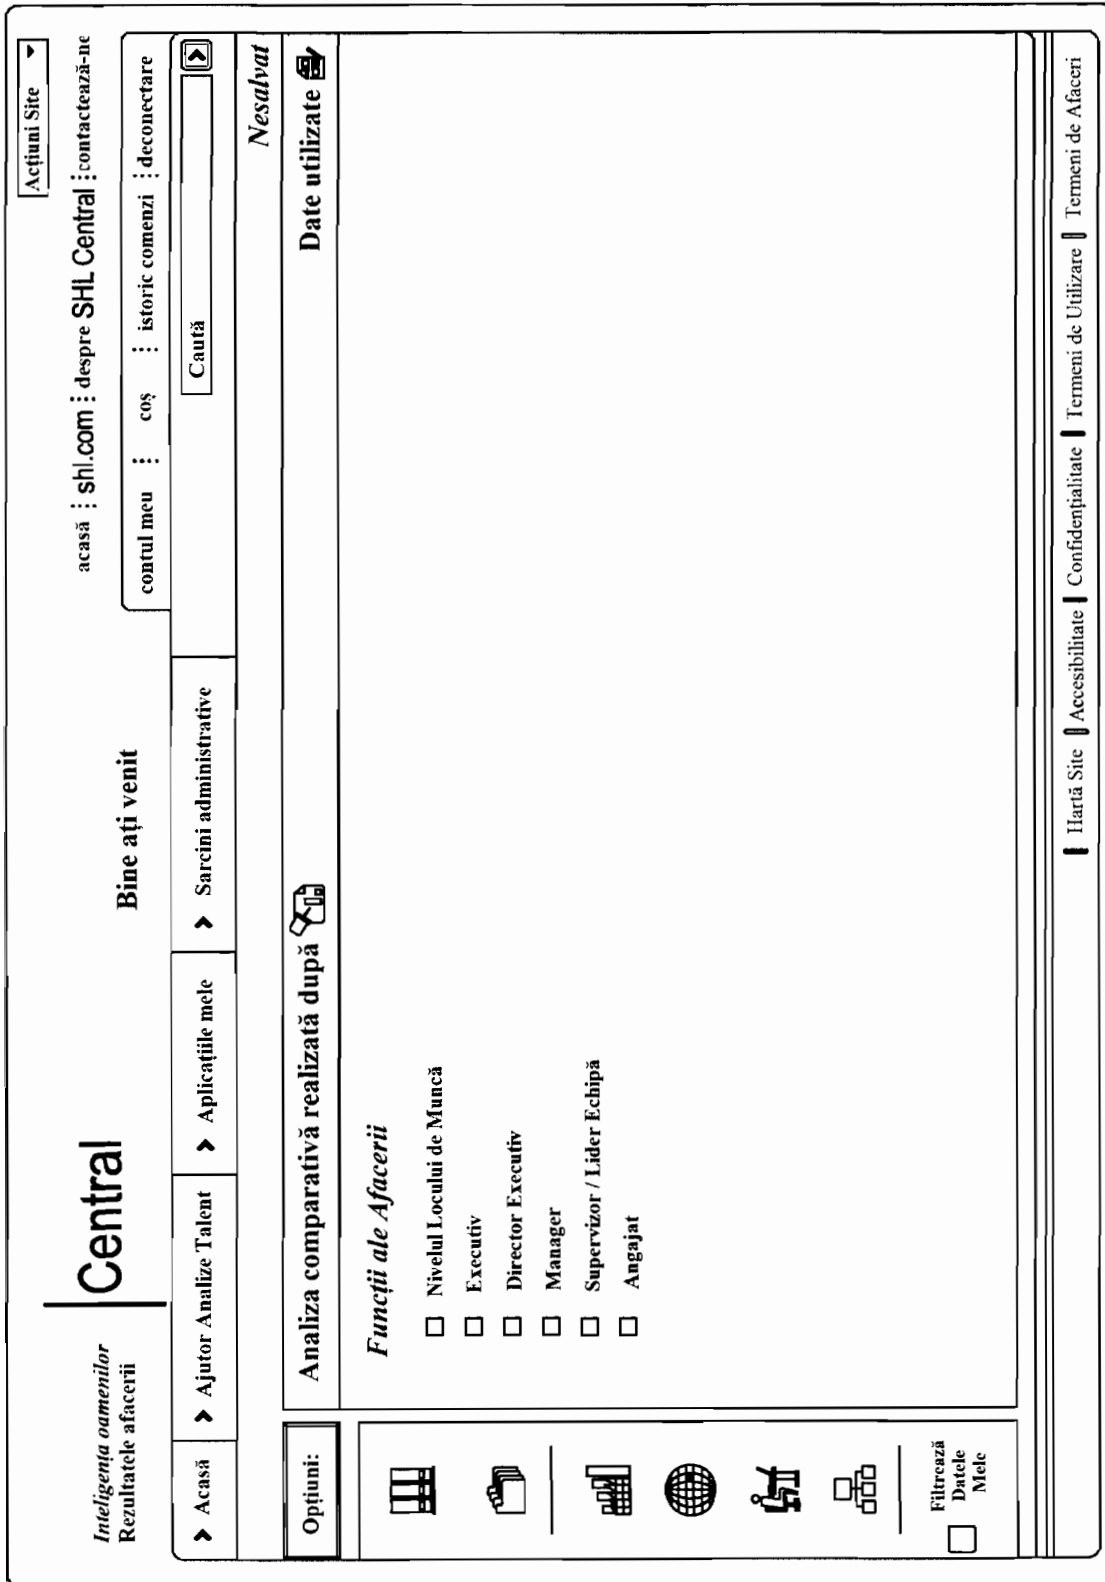 Acțiuni Site
acasă shl.com despre SHL Central contactează-ne
Inteligența oamenilor
Rezultatele afacerii
Central
Bine ați venit
contul meu coș istoric comenzi deconectare
Acasă Ajutor Analize Talent Aplicațiile mele Sarcini administrative
Caută
Nesalvat
Opțiuni:
Analiza comparativă realizată după
Date utilizate
Funcții ale Afacerii
Nivelul Locului de Muncă
Executiv
Director Executiv
Manager
Supervizor / Lider Echipă
Angajat
Filtrează
Datele
Mele
Hartă Site Accesibilitate Confidențialitate Termeni de Utilizare Termeni de Afaceri